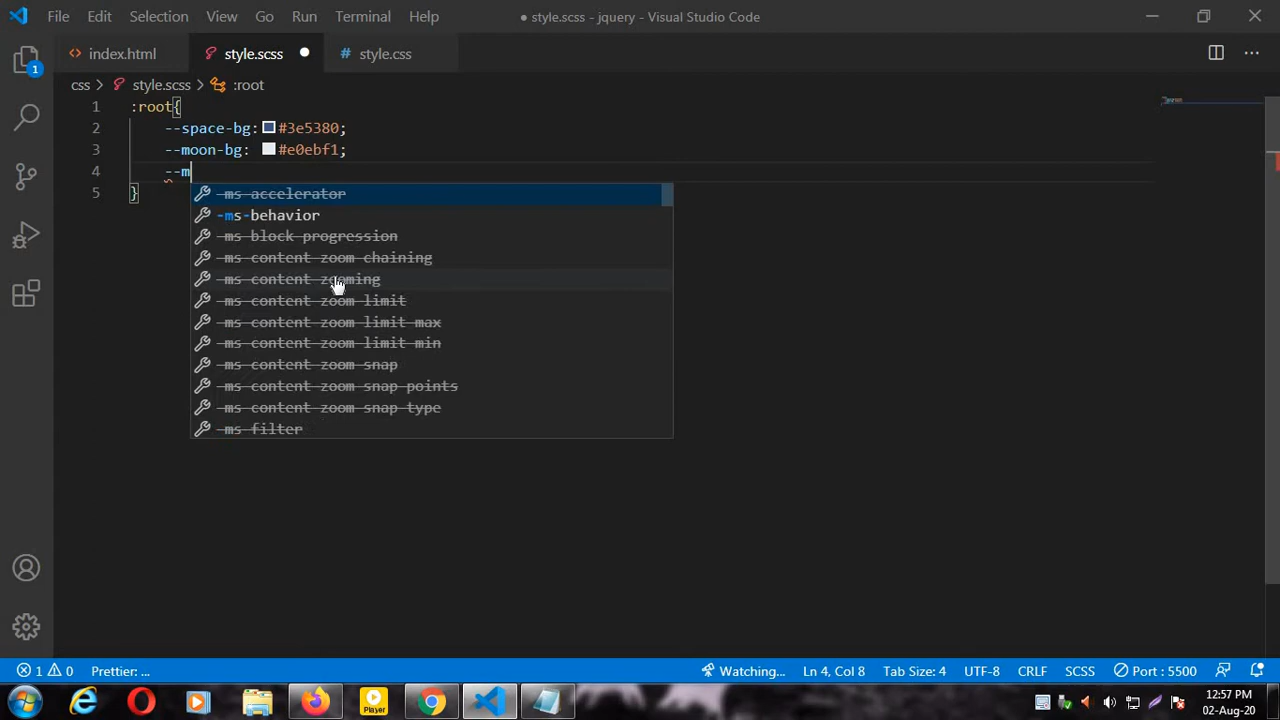 File Edit Selection View Go Run Terminal Help ● style.scss - jquery - Visual Studio Code
index.html style.scss style.css
css > style.scss > :root
1 :root{
2 --space-bg: #3e5380;
3 --moon-bg: #e0ebf1;
4 --m
5 }
-ms-accelerator
-ms-behavior
-ms-block-progression
-ms-content-zoom-chaining
-ms-content-zooming
-ms-content-zoom-limit
-ms-content-zoom-limit-max
-ms-content-zoom-limit-min
-ms-content-zoom-snap
-ms-content-zoom-snap-points
-ms-content-zoom-snap-type
-ms-filter
1
1 0 Prettier: ... Watching... Ln 4, Col 8 Tab Size: 4 UTF-8 CRLF SCSS Port : 5500
Player
12:57 PM
02-Aug-20